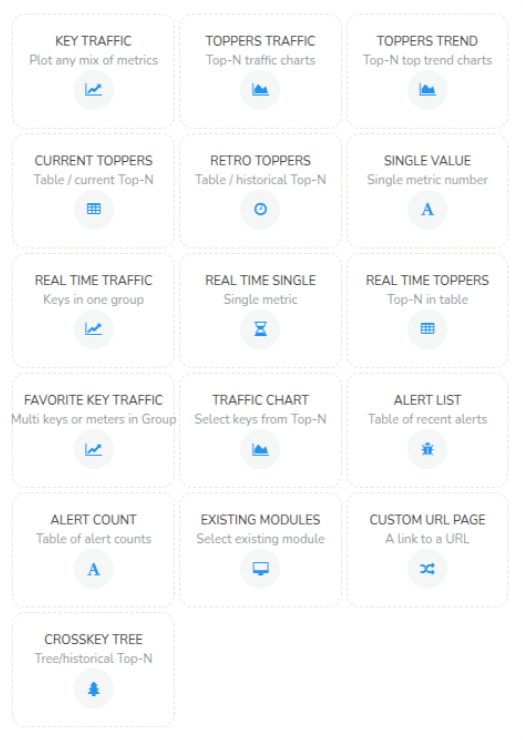 KEY TRAFFIC
Plot any mix of metrics
TOPPERS TRAFFIC
Top-N traffic charts
TOPPERS TREND
Top-N top trend charts
CURRENT TOPPERS
Table / current Top-N
RETRO TOPPERS
Table / historical Top-N
SINGLE VALUE
Single metric number
A
REAL TIME TRAFFIC
Keys in one group
REAL TIME SINGLE
Single metric
REAL TIME TOPPERS
Top-N in table
FAVORITE KEY TRAFFIC
Multi keys or meters in Group
TRAFFIC CHART
Select keys from Top-N
ALERT LIST
Table of recent alerts
ALERT COUNT
Table of alert counts
A
EXISTING MODULES
Select existing module
CUSTOM URL PAGE
A link to a URL
CROSSKEY TREE
Tree/historical Top-N